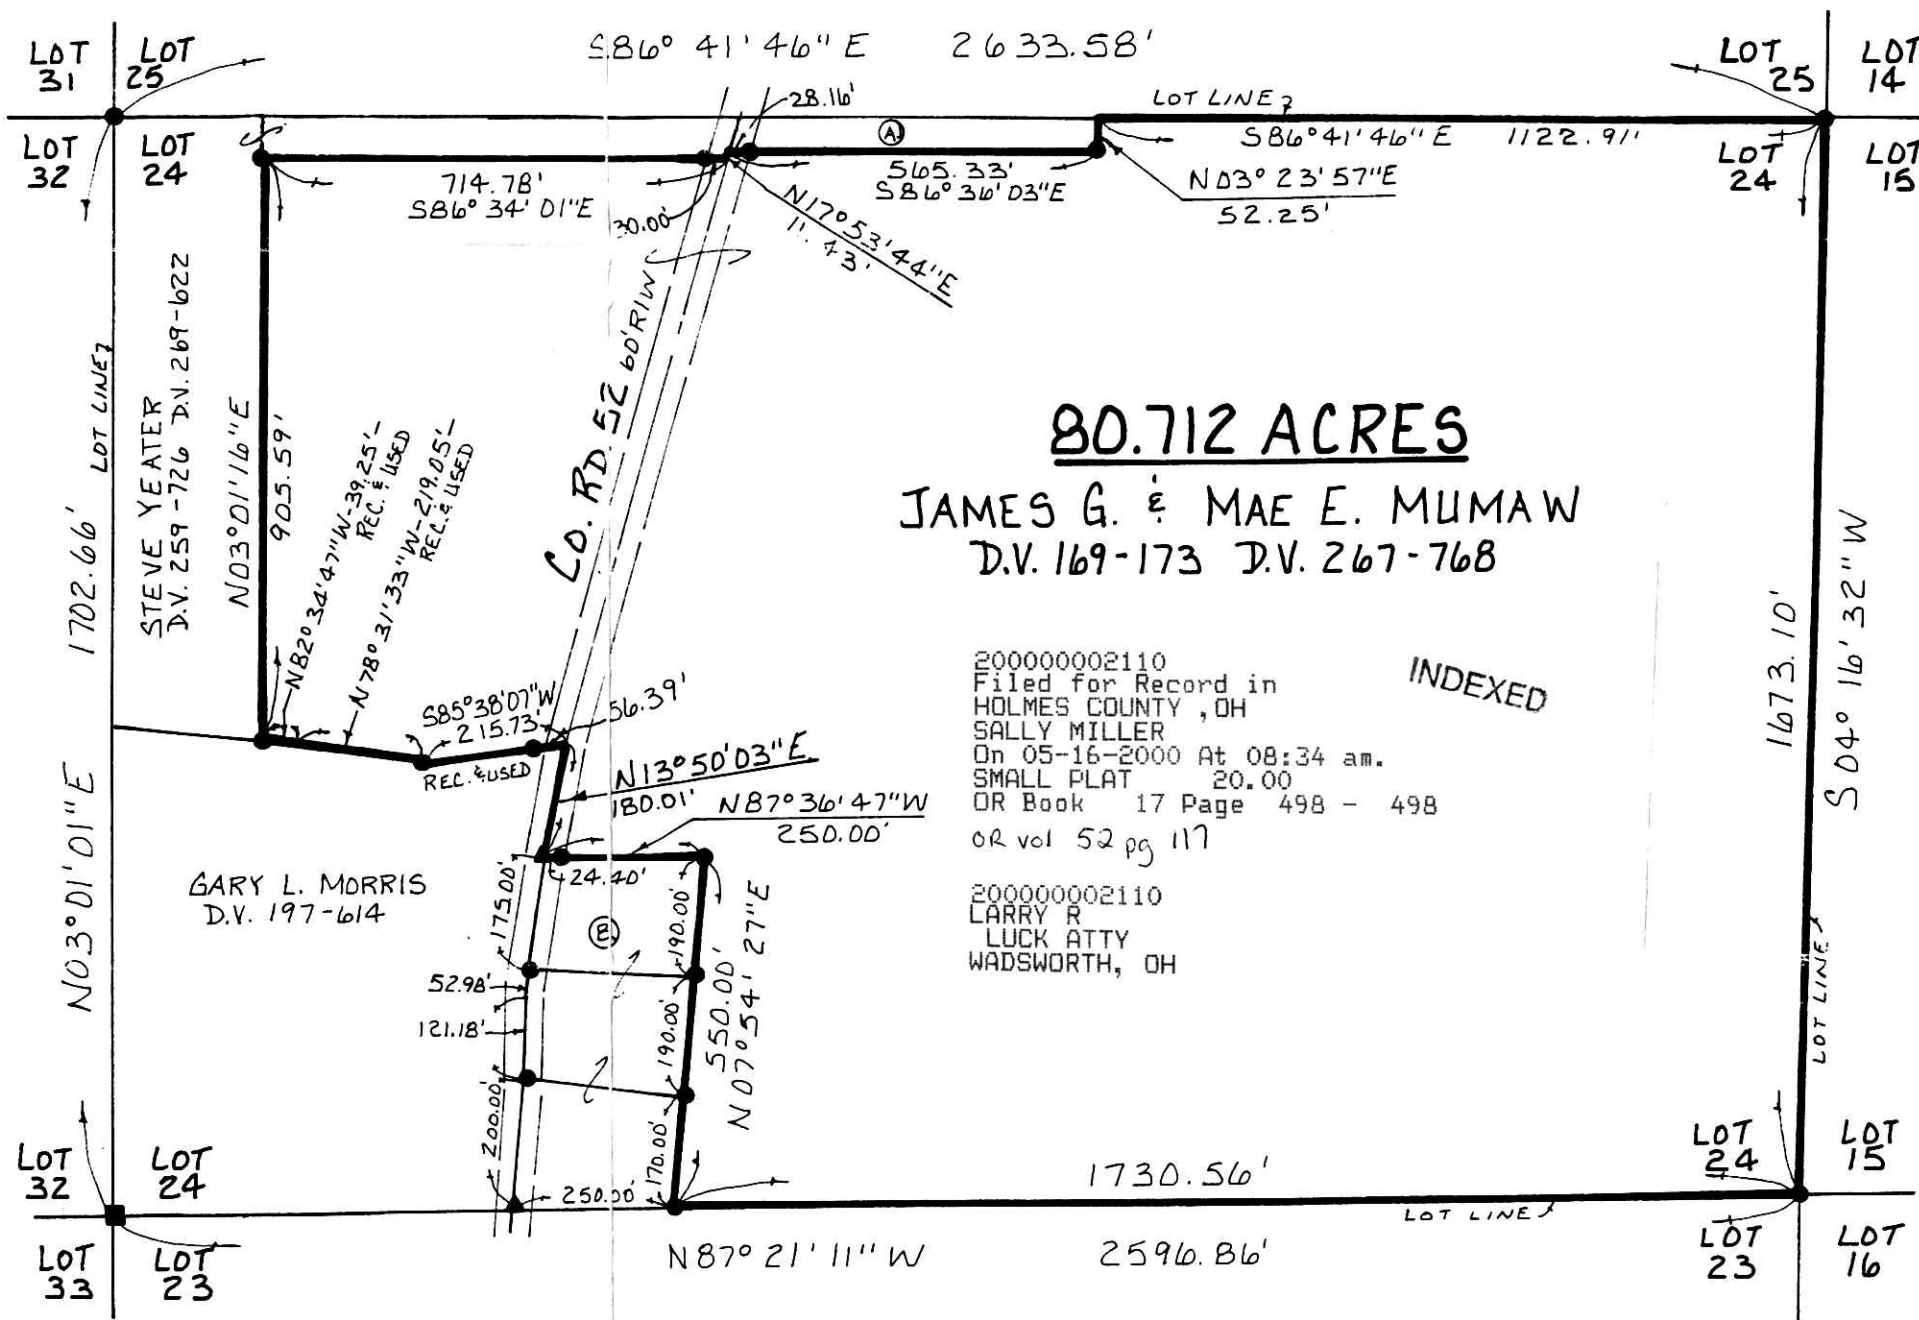 S86° 41' 46" E 2633.58'
LOT
31
LOT
25
LOT
25
LOT
14
LOT
32
LOT
24
28.16'
LOT LINE
A
S86°41'46"E 1122.91'
LOT
24
LOT
15
714.78'
S86°34'01"E
565.33'
S86°36'03"E
N03° 23'57"E
52.25'
30.00'
N17°53'44"E
11.43'
LOT LINE
1702.66'
N03°01'01"E
STEVE YEATER
D.V. 259-726 D.V. 269-622
N03°01'16"E
905.59'
N82°34'47"W-39.25'-
REC. & USED
N78°31'33"W-219.05'-
REC. & USED
CO. RD. 52 60' R/W
80.712 ACRES
JAMES G. & MAE E. MUMAW
D.V. 169-173 D.V. 267-768
200000002110
Filed for Record in
HOLMES COUNTY ,OH
SALLY MILLER
On 05-16-2000 At 08:34 am.
SMALL PLAT 20.00
OR Book 17 Page 498 - 498
OR vol 52 pg 117
INDEXED
200000002110
LARRY R
LUCK ATTY
WADSWORTH, OH
1673.10'
S 04° 16' 32" W
LOT LINE
S85°38'07"W
215.73'
REC. & USED
56.39'
N13°50'03"E
180.01'
N87°36'47"W
250.00'
24.40'
GARY L. MORRIS
D.V. 197-614
175.00'
B
190.00'
52.98'
121.18'
190.00'
550.00'
N07°54'27"E
200.00'
170.00'
250.00'
1730.56'
LOT LINE
LOT
32
LOT
24
LOT
24
LOT
15
LOT
33
LOT
23
N87° 21' 11" W 2596.86'
LOT
23
LOT
16